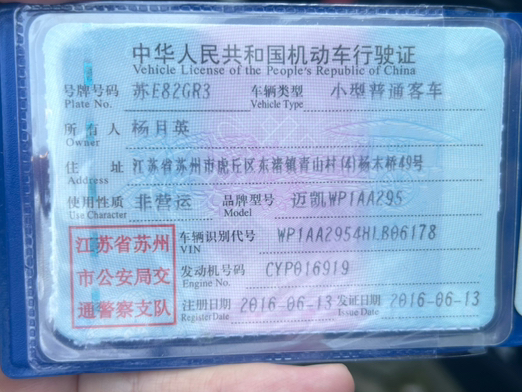 中华人民共和国机动车行驶证
Vehicle License of the People's Republic of China
号牌号码 苏E82GR3 车辆类型 小型普通客车
Plate No. Vehicle Type
所有人 杨月英
Owner
住址 江苏省苏州市虎丘区东渚镇青山村(4)杨木桥49号
Address
使用性质 非营运 品牌型号 迈凯WP1AA295
Use Character Model
江苏省苏州
市公安局交
通警察支队
车辆识别代号 WP1AA2954HLB06178
VIN
发动机号码 CYP016919
Engine No.
注册日期 2016-06-13 发证日期 2016-06-13
Register Date Issue Date